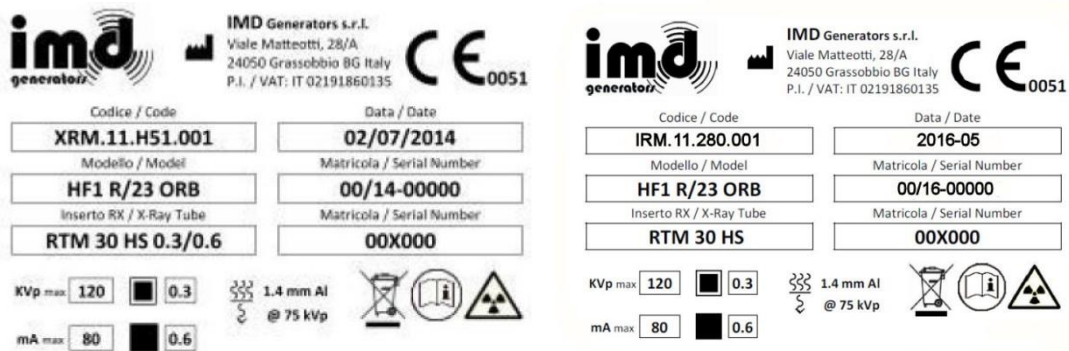 imd
generators
IMD Generators s.r.l.
Viale Matteotti, 28/A
24050 Grassobbio BG Italy
P.I. / VAT: IT 02191860135
CE 0051
Codice / Code
Data / Date
XRM.11.H51.001
02/07/2014
Modello / Model
Matricola / Serial Number
HF1 R/23 ORB
00/14-00000
Inserto RX / X-Ray Tube
Matricola / Serial Number
RTM 30 HS 0.3/0.6
00X000
KVp max 120 0.3 1.4 mm Al
@ 75 kVp
mA max 80 0.6
imd
generators
IMD Generators s.r.l.
Viale Matteotti, 28/A
24050 Grassobbio BG Italy
P.I. / VAT: IT 02191860135
CE 0051
Codice / Code
Data / Date
IRM.11.280.001
2016-05
Modello / Model
Matricola / Serial Number
HF1 R/23 ORB
00/16-00000
Inserto RX / X-Ray Tube
Matricola / Serial Number
RTM 30 HS
00X000
KVp max 120 0.3 1.4 mm Al
@ 75 kVp
mA max 80 0.6